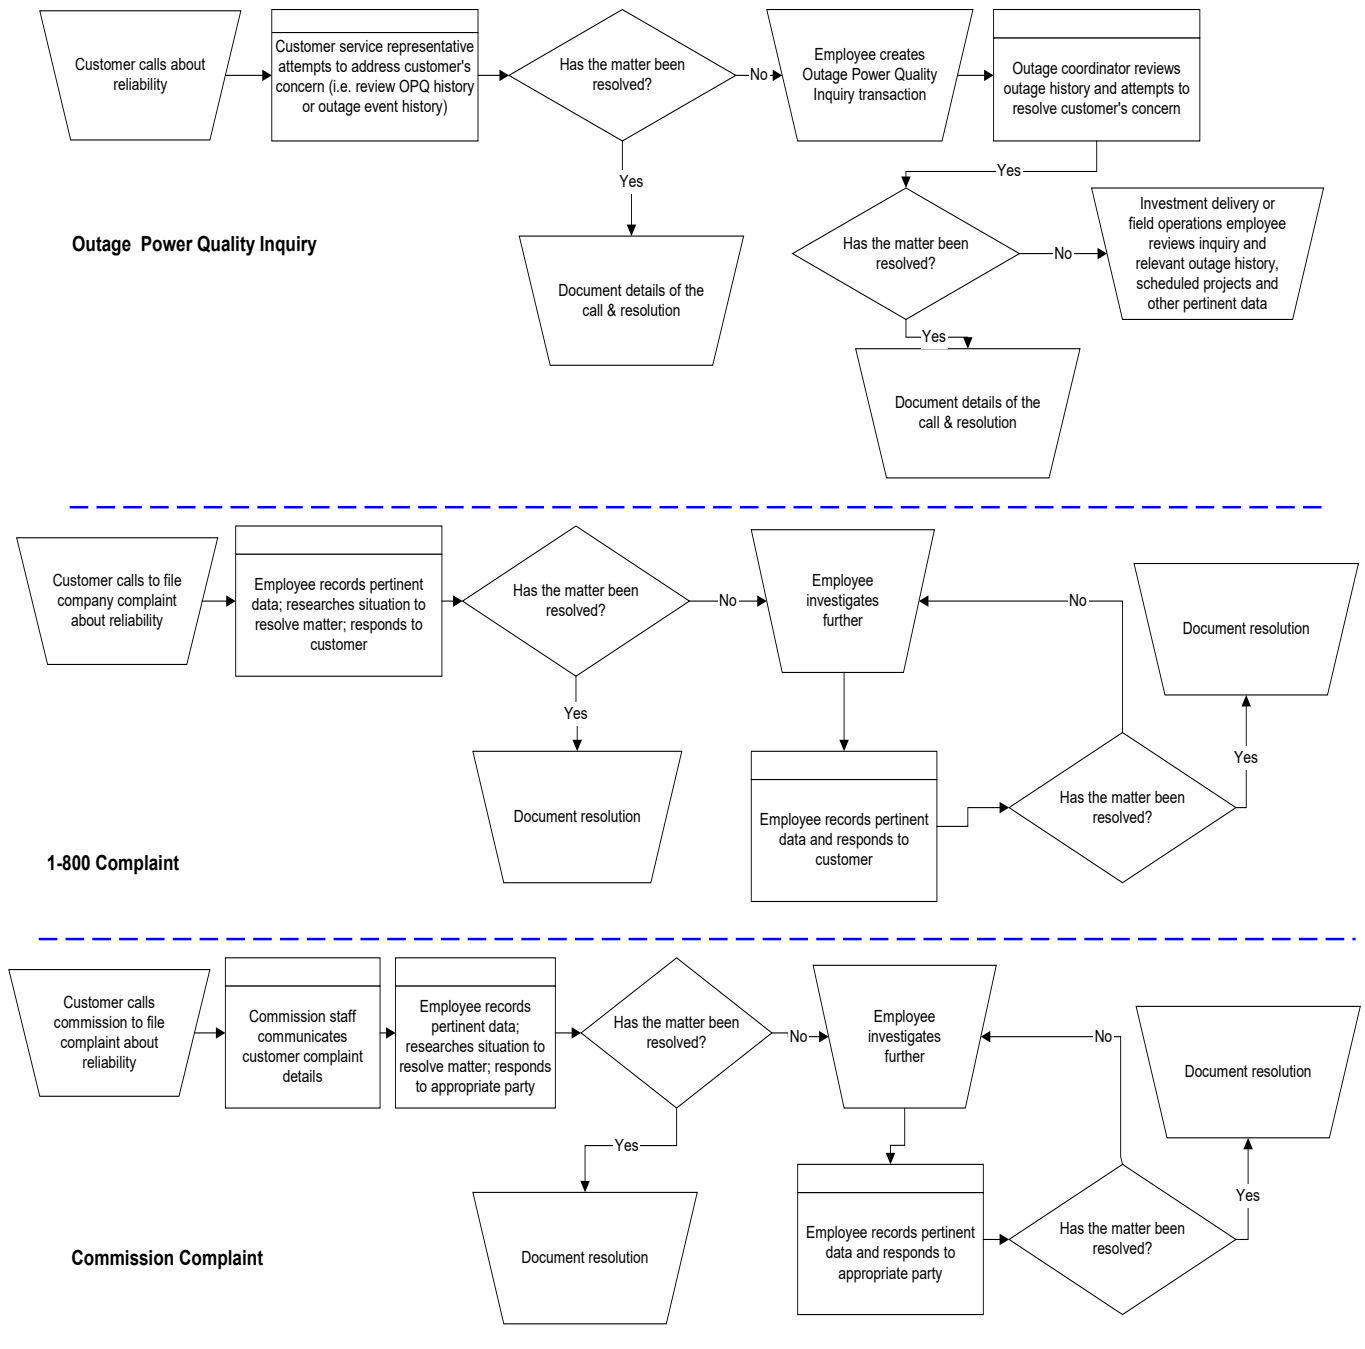 Customer calls about
reliability
Customer service representative
attempts to address customer's
concern (i.e. review OPQ history
or outage event history)
Has the matter been
resolved?
No
Employee creates
Outage Power Quality
Inquiry transaction
Outage coordinator reviews
outage history and attempts to
resolve customer's concern
Yes
Yes
Outage  Power Quality Inquiry
Document details of the
call & resolution
Has the matter been
resolved?
No
Investment delivery or
field operations employee
reviews inquiry and
relevant outage history,
scheduled projects and
other pertinent data
Yes
Document details of the
call & resolution
Customer calls to file
company complaint
about reliability
Employee records pertinent
data; researches situation to
resolve matter; responds to
customer
Has the matter been
resolved?
No
Employee
investigates
further
No
Document resolution
Yes
Document resolution
Employee records pertinent
data and responds to
customer
Has the matter been
resolved?
Yes
1-800 Complaint
Customer calls
commission to file
complaint about
reliability
Commission staff
communicates
customer complaint
details
Employee records
pertinent data;
researches situation to
resolve matter; responds
to appropriate party
Has the matter been
resolved?
No
Employee
investigates
further
No
Document resolution
Yes
Document resolution
Employee records pertinent
data and responds to
appropriate party
Has the matter been
resolved?
Yes
Commission Complaint